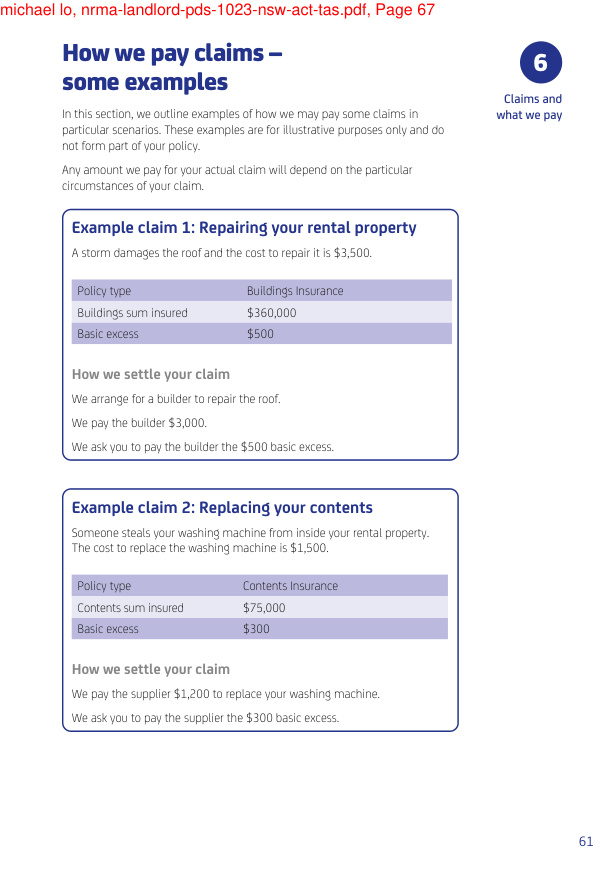 michael lo, nrma-landlord-pds-1023-nsw-act-tas.pdf, Page 67
How we pay claims –
some examples
6
Claims and
what we pay
In this section, we outline examples of how we may pay some claims in
particular scenarios. These examples are for illustrative purposes only and do
not form part of your policy.
Any amount we pay for your actual claim will depend on the particular
circumstances of your claim.
Example claim 1: Repairing your rental property
A storm damages the roof and the cost to repair it is $3,500.
Policy type Buildings Insurance
Buildings sum insured $360,000
Basic excess $500
How we settle your claim
We arrange for a builder to repair the roof.
We pay the builder $3,000.
We ask you to pay the builder the $500 basic excess.
Example claim 2: Replacing your contents
Someone steals your washing machine from inside your rental property.
The cost to replace the washing machine is $1,500.
Policy type Contents Insurance
Contents sum insured $75,000
Basic excess $300
How we settle your claim
We pay the supplier $1,200 to replace your washing machine.
We ask you to pay the supplier the $300 basic excess.
61